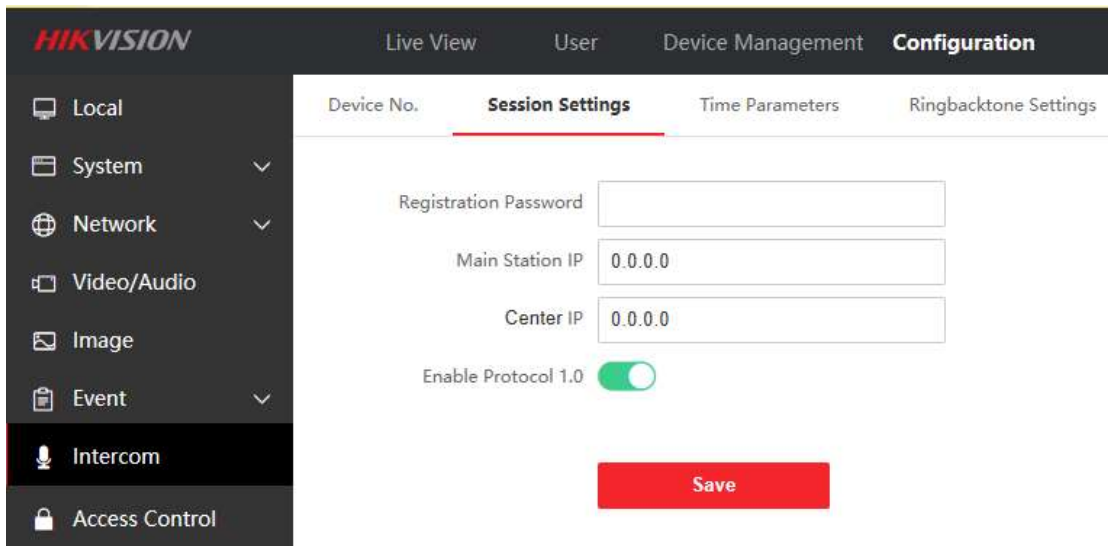 HIKVISION Live View User Device Management Configuration
Local
System
Network
Video/Audio
Image
Event
Intercom
Access Control
Device No. Session Settings Time Parameters Ringbacktone Settings
Registration Password
Main Station IP 0.0.0.0
Center IP 0.0.0.0
Enable Protocol 1.0
Save